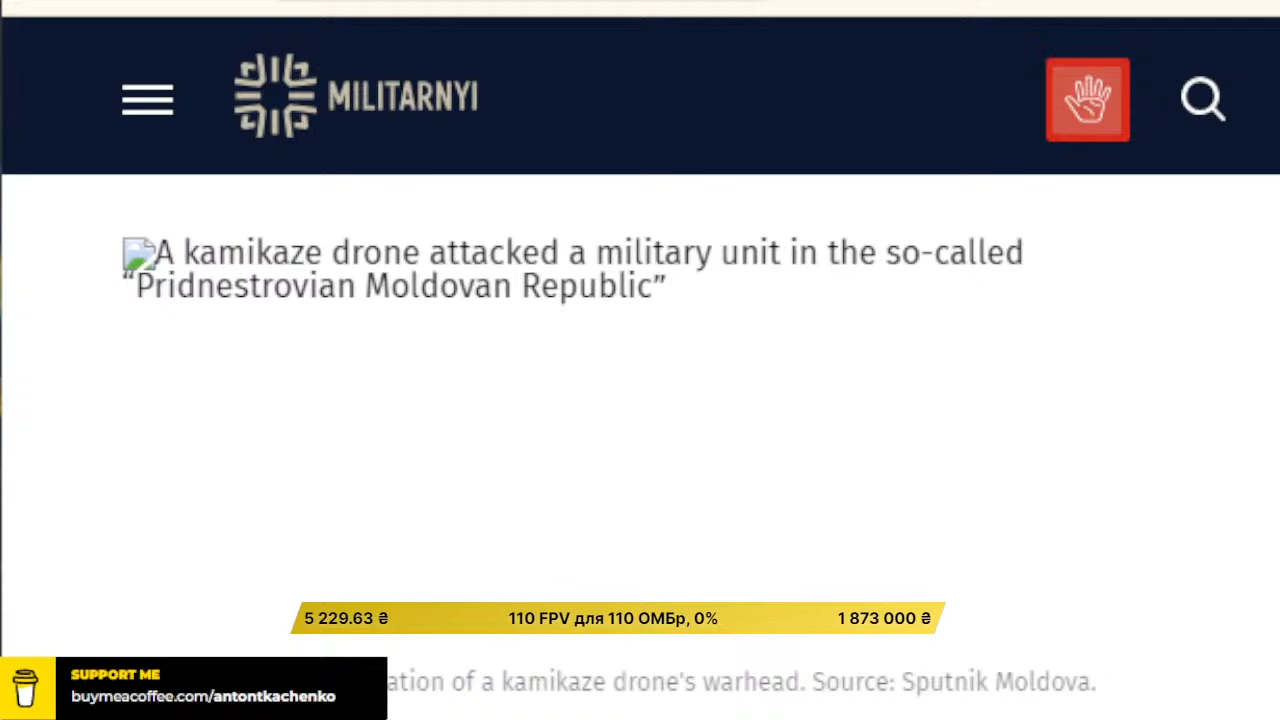 MILITARNYI
A kamikaze drone attacked a military unit in the so-called
“Pridnestrovian Moldovan Republic”
5 229.63 ₴ 110 FPV для 110 ОМБр, 0% 1 873 000 ₴
SUPPORT ME
buymeacoffee.com/antontkachenko
ation of a kamikaze drone's warhead. Source: Sputnik Moldova.